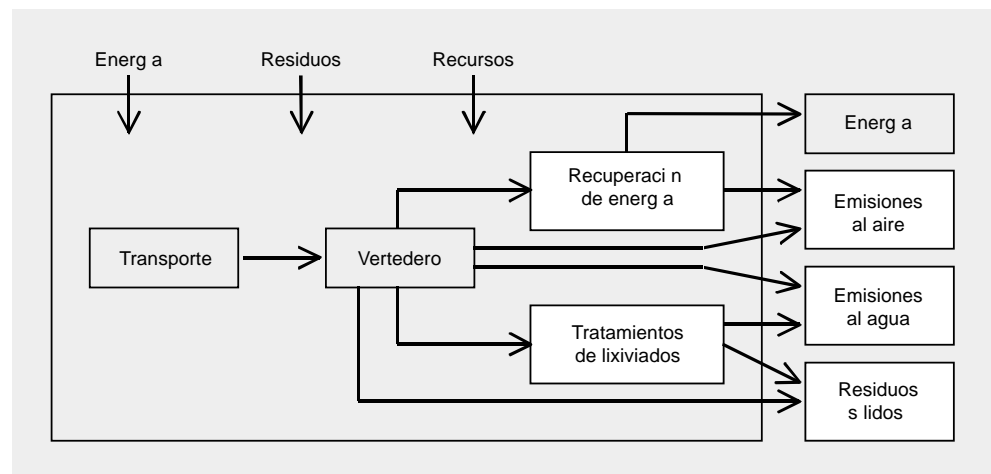 Energ a
Residuos
Recursos
Energ a
Recuperaci n
de energ a
Emisiones
al aire
Transporte
Vertedero
Emisiones
al agua
Tratamientos
de lixiviados
Residuos
s lidos